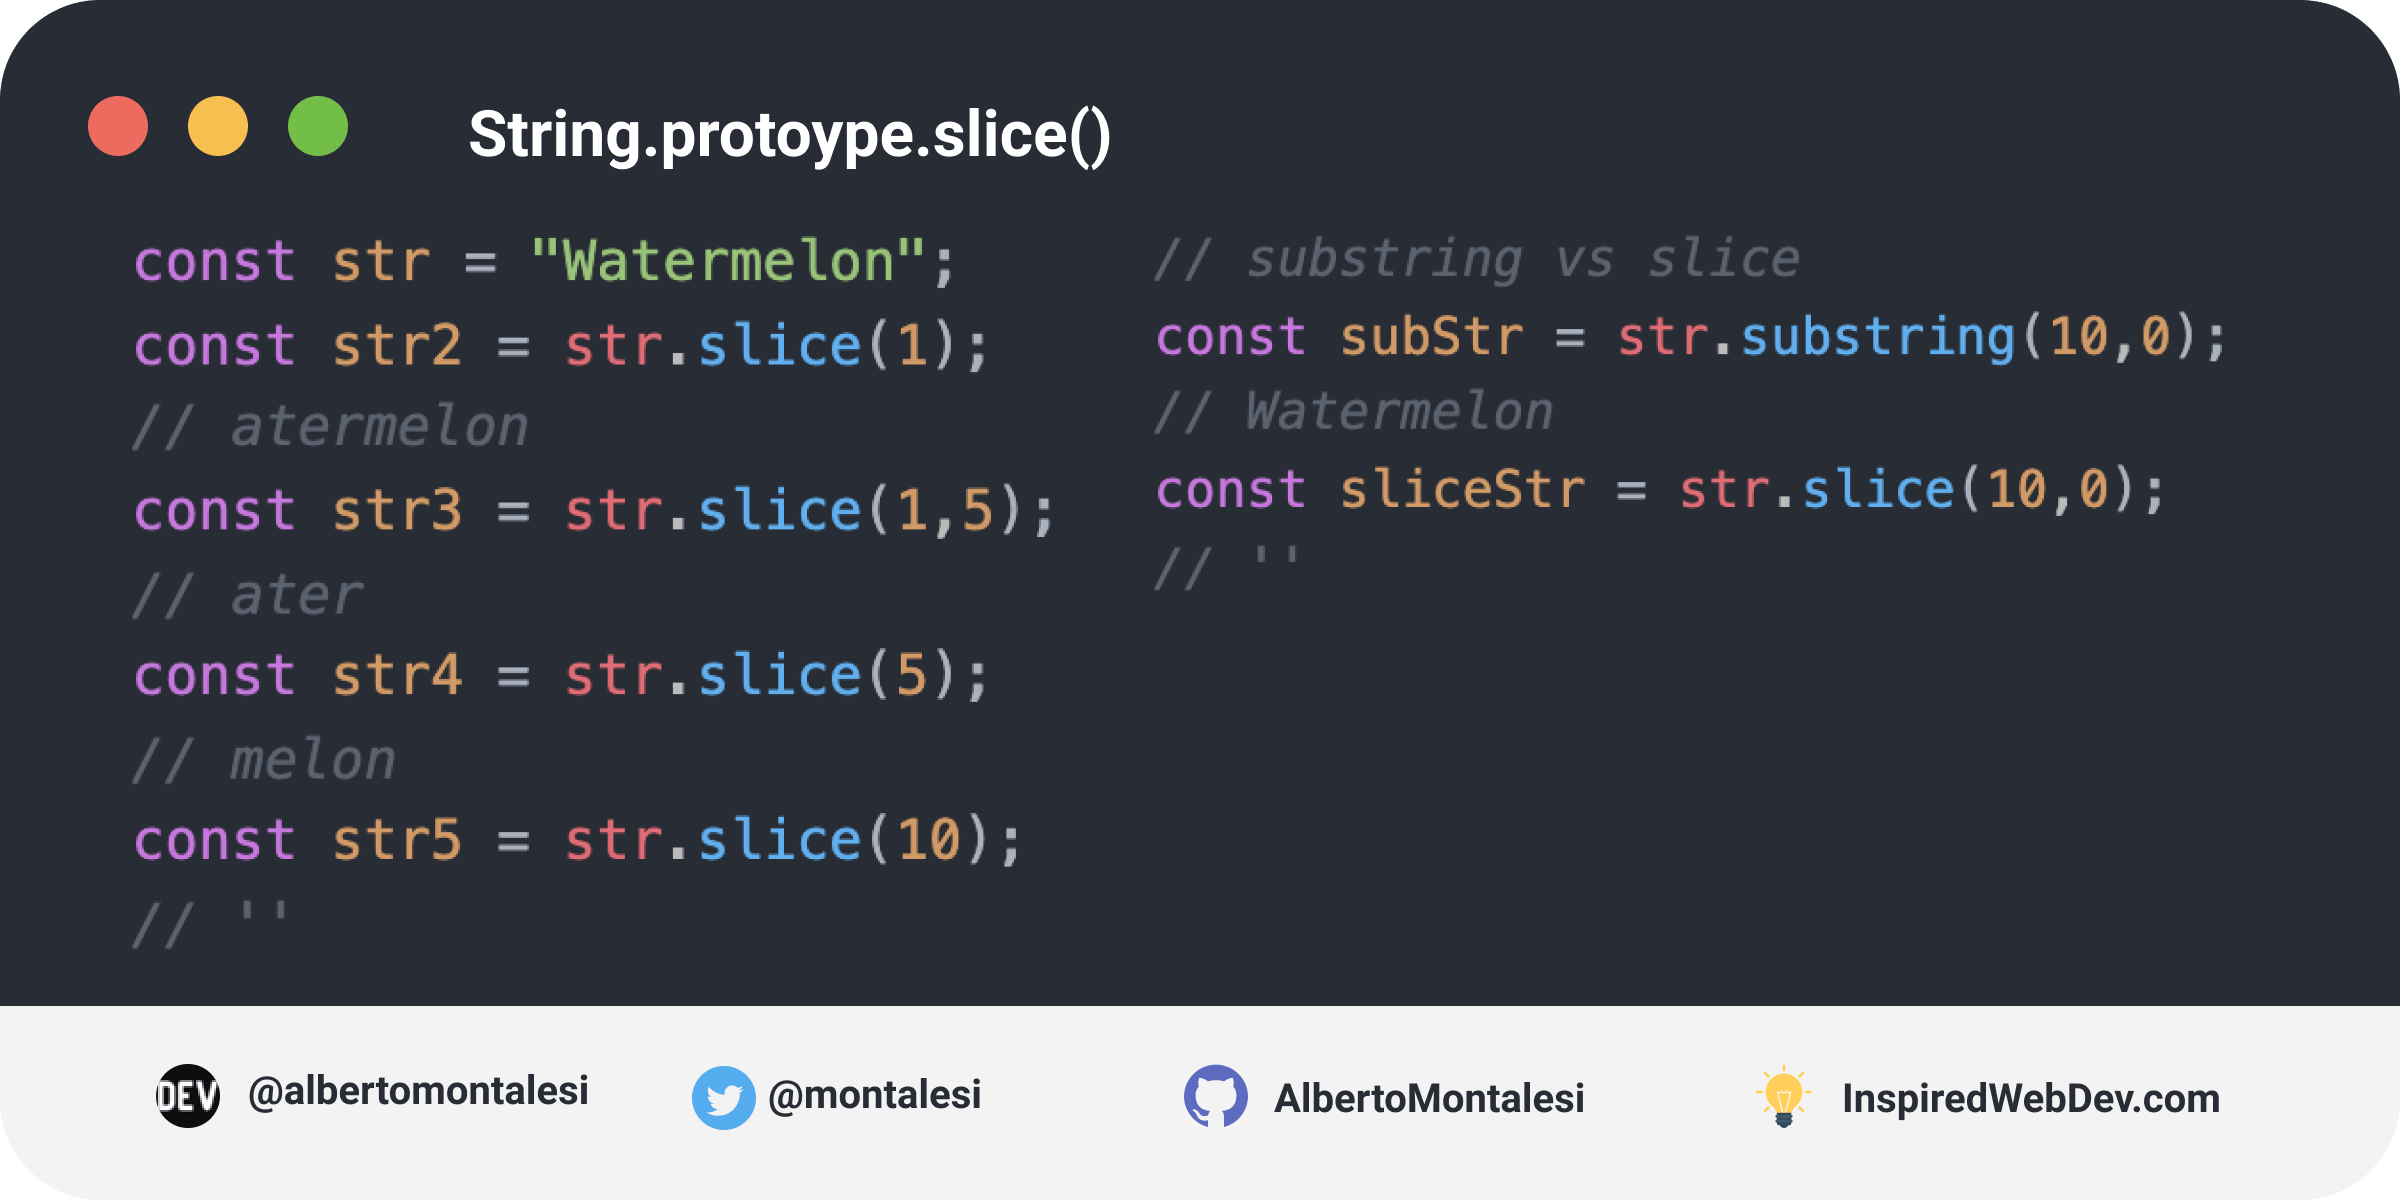 String.protoype.slice()
const str = "Watermelon";
const str2 = str.slice(1);
// atermelon
const str3 = str.slice(1,5);
// ater
const str4 = str.slice(5);
// melon
const str5 = str.slice(10);
// ''
// substring vs slice
const subStr = str.substring(10,0);
// Watermelon
const sliceStr = str.slice(10,0);
// ''
DEV @albertomontalesi
@montalesi
AlbertoMontalesi
InspiredWebDev.com